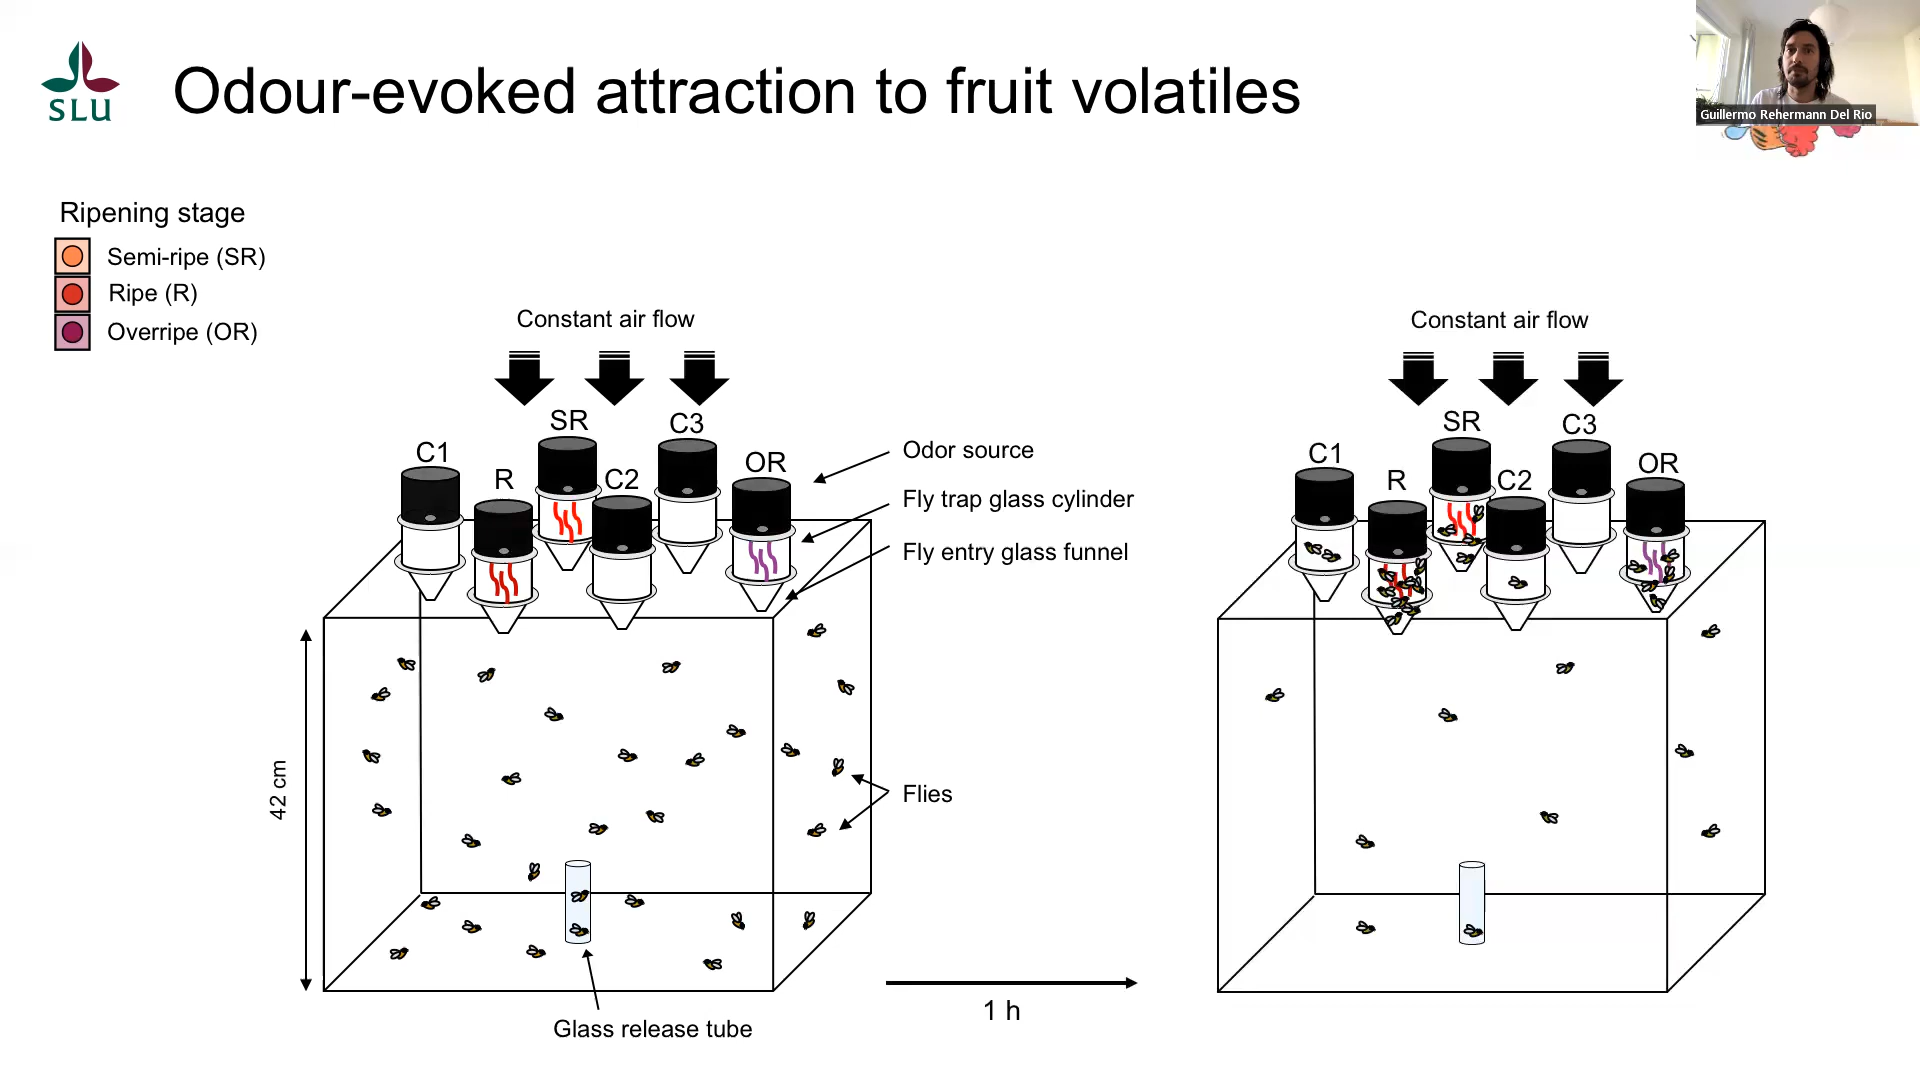 SLU
Odour-evoked attraction to fruit volatiles
Guillermo Rehermann Del Rio
Ripening stage
Semi-ripe (SR)
Ripe (R)
Overripe (OR)
Constant air flow
SR
C3
C1
OR
R
C2
Odor source
Fly trap glass cylinder
Fly entry glass funnel
42 cm
Flies
Glass release tube
1 h
Constant air flow
SR
C3
C1
OR
R
C2